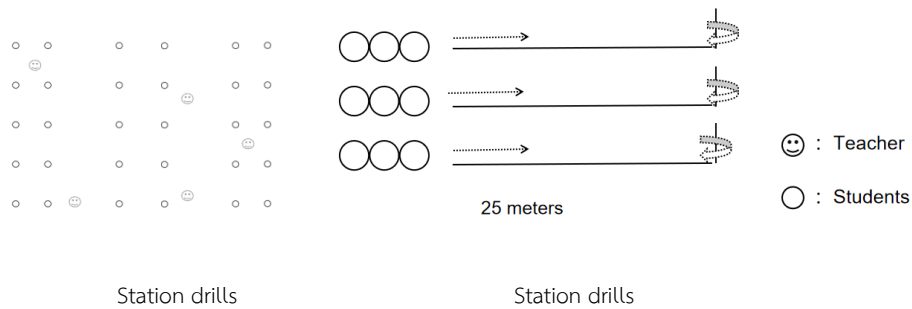 : Teacher
: Students
25 meters
Station drills
Station drills